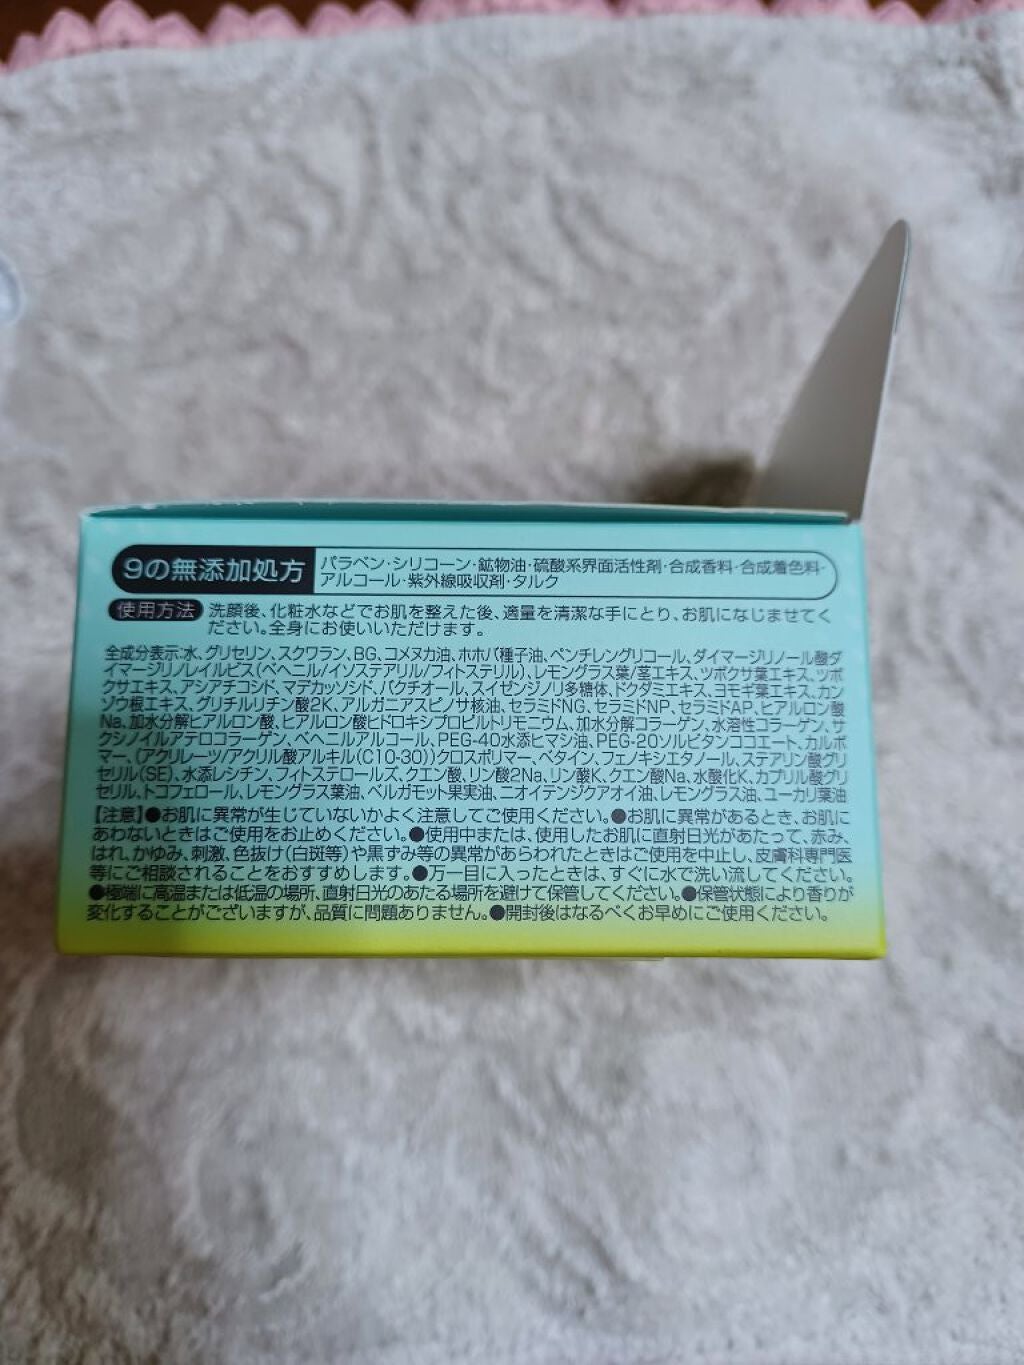 9の無添加処方
パラベン・シリコーン・鉱物油・硫酸系界面活性剤・合成香料・合成着色料・
アルコール・紫外線吸収剤・タルク
使用方法
洗顔後、化粧水などでお肌を整えた後、適量を清潔な手にとり、お肌になじませてく
ださい。全身にお使いいただけます。
全成分表示:水、グリセリン、スクワラン、BG、コメヌカ油、ホホバ種子油、ペンチレングリコール、ダイマージリノール酸ダ
イマージリノレイルビス(ベヘニル/イソステアリル/フィトステリル)、レモングラス葉/茎エキス、ツボクサ葉エキス、ツボ
クサエキス、アシアチコシド、マデカッソシド、バクチオール、スイゼンジノリ多糖体、ドクダミエキス、ヨモギ葉エキス、カン
ゾウ根エキス、グリチルリチン酸2K、アルガニアスピノサ核油、セラミドNG、セラミドNP、セラミドAP、ヒアルロン酸
Na、加水分解ヒアルロン酸、ヒアルロン酸ヒドロキシプロピルトリモニウム、加水分解コラーゲン、水溶性コラーゲン、サ
クシノイルアテロコラーゲン、ベヘニルアルコール、PEG-40水添ヒマシ油、PEG-20ソルビタンココエート、カルボ
マー、(アクリレーツ/アクリル酸アルキル(C10-30))クロスポリマー、ベタイン、フェノキシエタノール、ステアリン酸グリ
セリル(SE)、水添レシチン、フィトステロールズ、クエン酸、リン酸2Na、リン酸K、クエン酸Na、水酸化K、カプリル酸グリ
セリル、トコフェロール、レモングラス葉油、ベルガモット果実油、ニオイテンジクアオイ油、レモングラス油、ユーカリ葉油
【注意】●お肌に異常が生じていないかよく注意してご使用ください。●お肌に異常があるとき、お肌に
あわないときはご使用をお止めください。●使用中または、使用したお肌に直射日光があたって、赤み、
はれ、かゆみ、刺激、色抜け(白斑等)や黒ずみ等の異常があらわれたときはご使用を中止し、皮膚科専門医
等にご相談されることをおすすめします。●万一目に入ったときは、すぐに水で洗い流してください。
●極端に高温または低温の場所、直射日光のあたる場所を避けて保管してください。●保管状態により香りが
変化することがございますが、品質に問題ありません。●開封後はなるべくお早めにご使用ください。